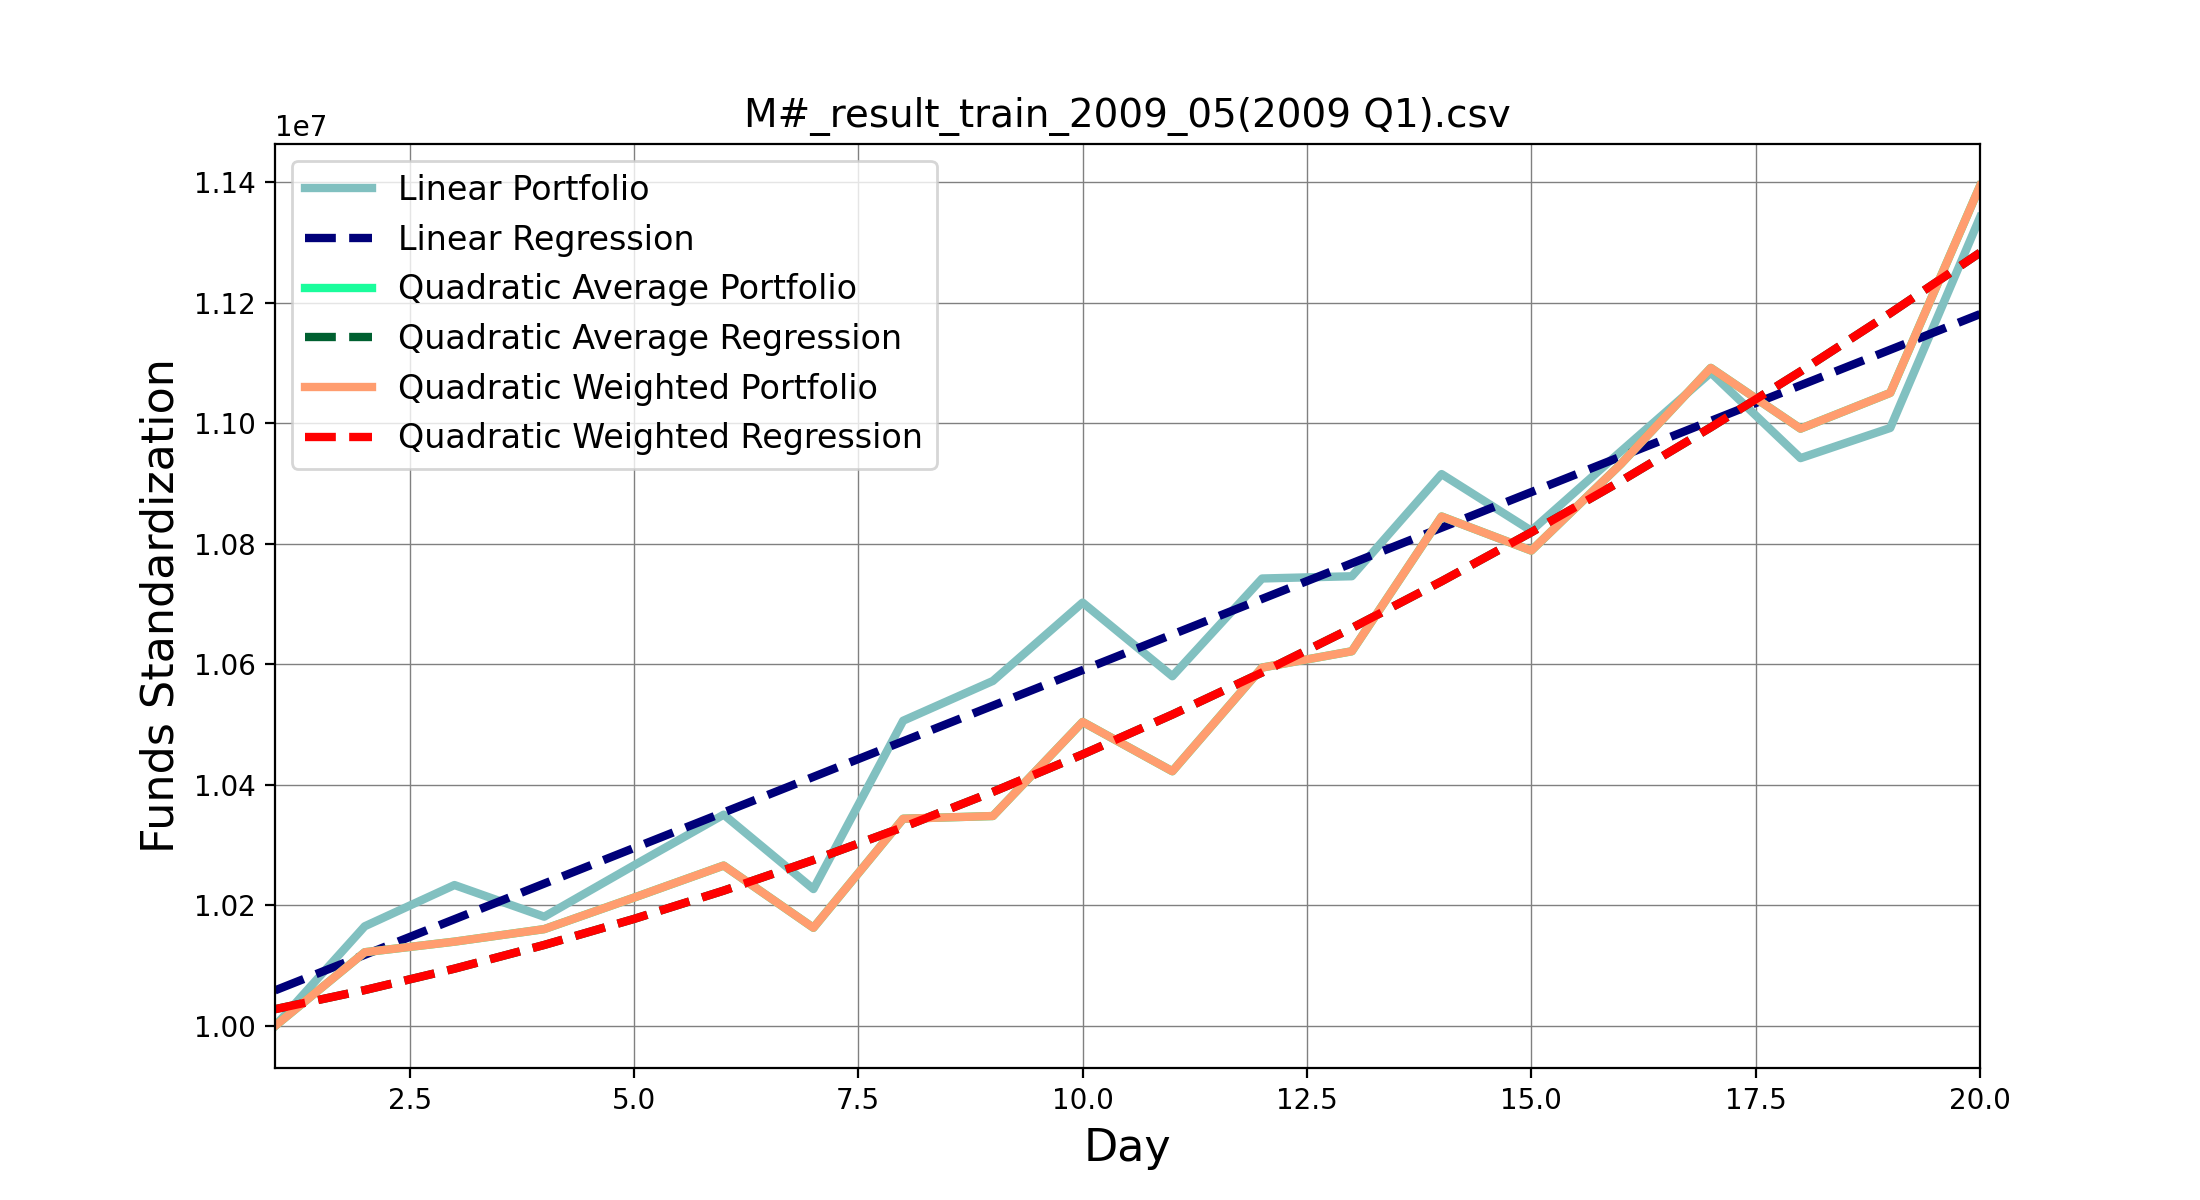 M#_result_train_2009_05(2009 Q1).csv
1e7
1.14
1.12
1.10
1.08
1.06
1.04
1.02
1.00
Funds Standardization
Linear Portfolio
Linear Regression
Quadratic Average Portfolio
Quadratic Average Regression
Quadratic Weighted Portfolio
Quadratic Weighted Regression
2.5 5.0 7.5 10.0 12.5 15.0 17.5 20.0
Day